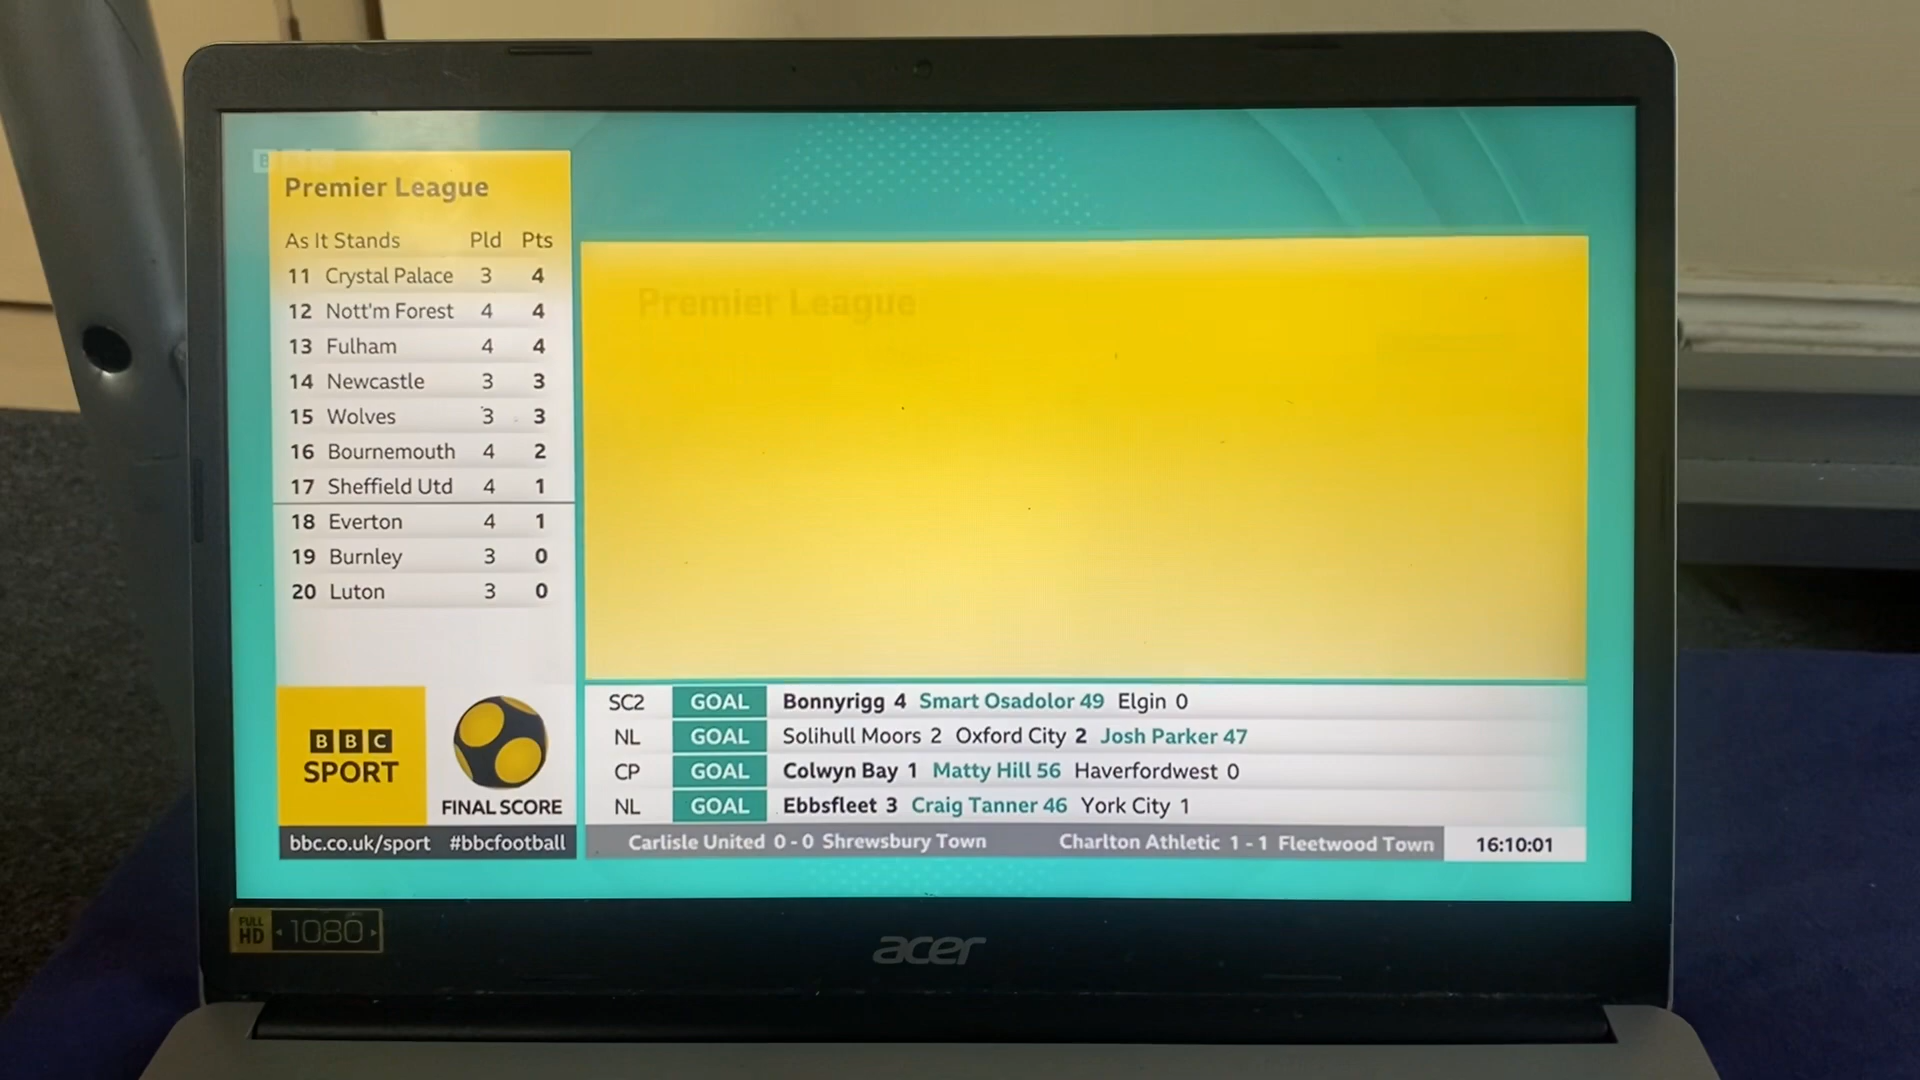 Premier League
As It Stands Pld Pts
11 Crystal Palace 3 4
12 Nott'm Forest 4 4
13 Fulham 4 4
14 Newcastle 3 3
15 Wolves 3 3
16 Bournemouth 4 2
17 Sheffield Utd 4 1
18 Everton 4 1
19 Burnley 3 0
20 Luton 3 0
BBC
SPORT
FINAL SCORE
bbc.co.uk/sport #bbcfootball
Premier League
SC2 GOAL Bonnyrigg 4 Smart Osadolor 49 Elgin 0
NL GOAL Solihull Moors 2 Oxford City 2 Josh Parker 47
CP GOAL Colwyn Bay 1 Matty Hill 56 Haverfordwest 0
NL GOAL Ebbsfleet 3 Craig Tanner 46 York City 1
Carlisle United 0 - 0 Shrewsbury Town Charlton Athletic 1 - 1 Fleetwood Town 16:10:01
FULL HD 1080
acer